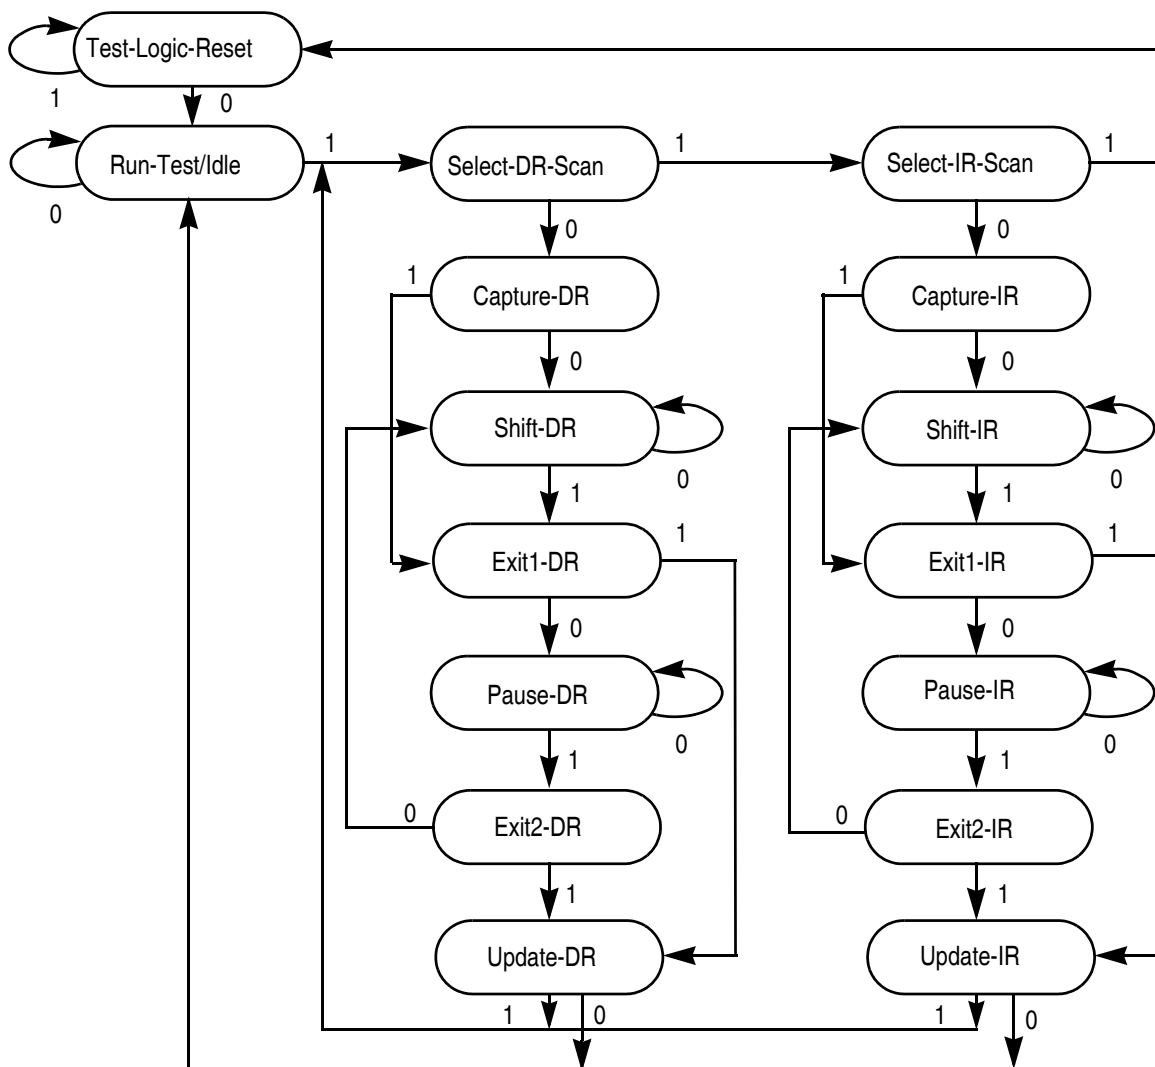 Test-Logic-Reset
1
0
Run-Test/Idle
0
1
Select-DR-Scan
1
Select-IR-Scan
1
0
0
1
Capture-DR
1
Capture-IR
0
0
Shift-DR
0
Shift-IR
0
1
1
Exit1-DR
1
Exit1-IR
1
0
0
Pause-DR
0
Pause-IR
0
1
1
0
Exit2-DR
0
Exit2-IR
1
1
Update-DR
Update-IR
1
0
1
0